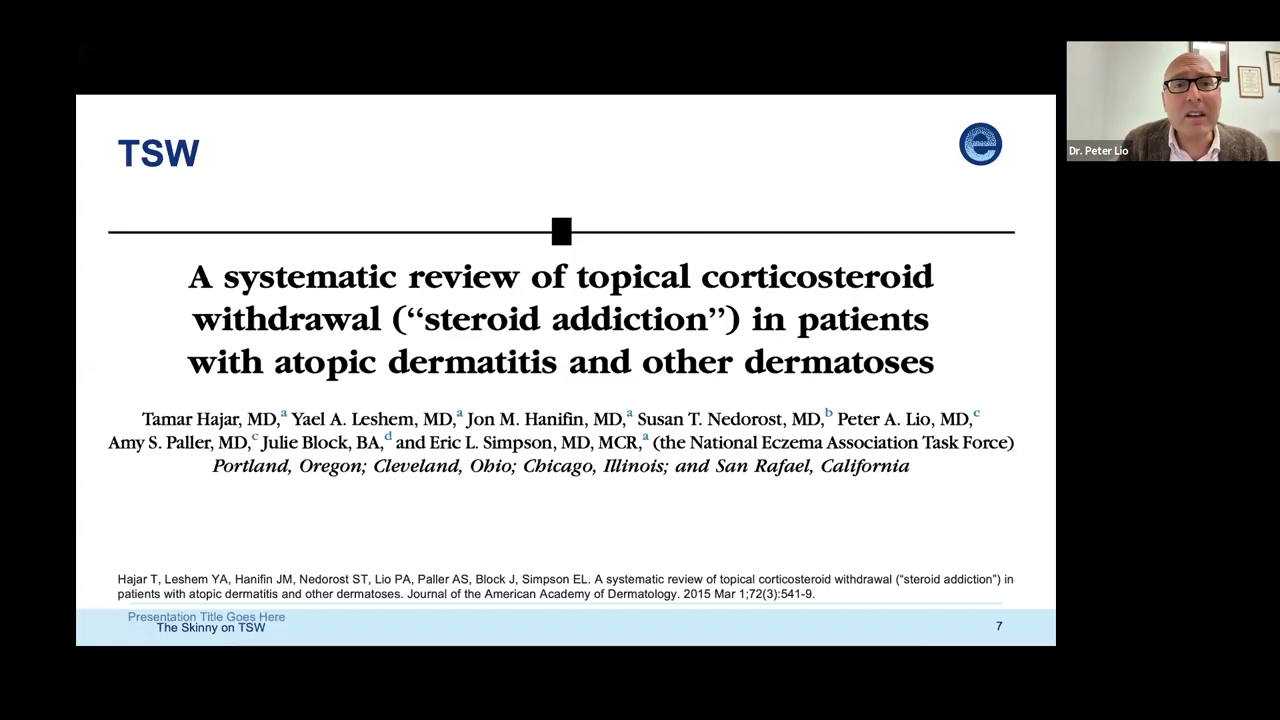 TSW
A systematic review of topical corticosteroid
withdrawal (“steroid addiction”) in patients
with atopic dermatitis and other dermatoses
Tamar Hajar, MD,a Yael A. Leshem, MD,a Jon M. Hanifin, MD,a Susan T. Nedorost, MD,b Peter A. Lio, MD,c
Amy S. Paller, MD,c Julie Block, BA,d and Eric L. Simpson, MD, MCR,a (the National Eczema Association Task Force)
Portland, Oregon; Cleveland, Ohio; Chicago, Illinois; and San Rafael, California
Hajar T, Leshem YA, Hanifin JM, Nedorost ST, Lio PA, Paller AS, Block J, Simpson EL. A systematic review of topical corticosteroid withdrawal (“steroid addiction”) in
patients with atopic dermatitis and other dermatoses. Journal of the American Academy of Dermatology. 2015 Mar 1;72(3):541-9.
Presentation Title Goes Here
The Skinny on TSW
7
Dr. Peter Lio